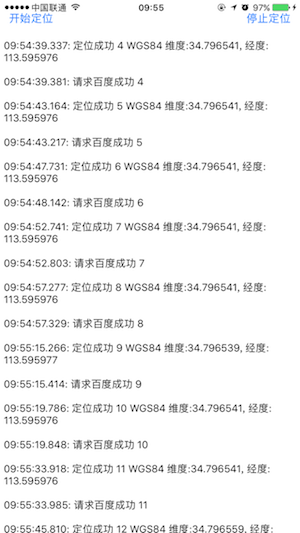 中国联通 09:55 97%
开始定位 停止定位
09:54:39.337: 定位成功 4 WGS84 维度:34.796541, 经度:
113.595976
09:54:39.381: 请求百度成功 4
09:54:43.164: 定位成功 5 WGS84 维度:34.796541, 经度:
113.595976
09:54:43.217: 请求百度成功 5
09:54:47.731: 定位成功 6 WGS84 维度:34.796541, 经度:
113.595976
09:54:48.142: 请求百度成功 6
09:54:52.741: 定位成功 7 WGS84 维度:34.796541, 经度:
113.595976
09:54:52.803: 请求百度成功 7
09:54:57.277: 定位成功 8 WGS84 维度:34.796541, 经度:
113.595976
09:54:57.329: 请求百度成功 8
09:55:15.266: 定位成功 9 WGS84 维度:34.796539, 经度:
113.595977
09:55:15.414: 请求百度成功 9
09:55:19.786: 定位成功 10 WGS84 维度:34.796541, 经度:
113.595976
09:55:19.848: 请求百度成功 10
09:55:33.918: 定位成功 11 WGS84 维度:34.796541, 经度:
113.595976
09:55:33.985: 请求百度成功 11
09:55:45.810: 定位成功 12 WGS84 维度:34.796559, 经度: